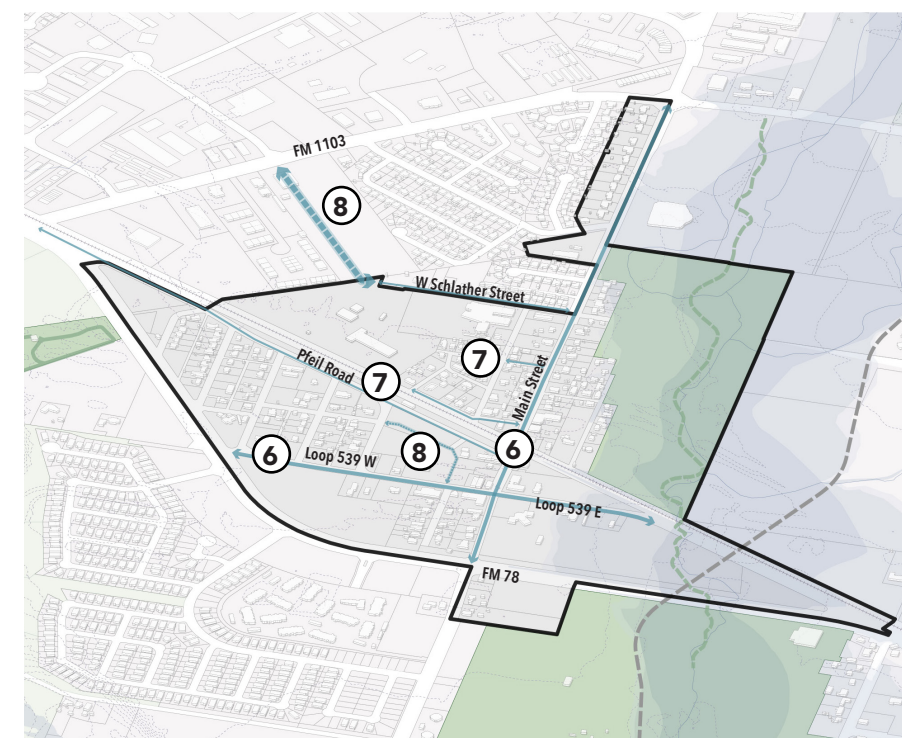 FM 1103
8
W Schlather Street
7
Main Street
Pfeil Road
7
6
Loop 539 W
8
6
Loop 539 E
FM 78